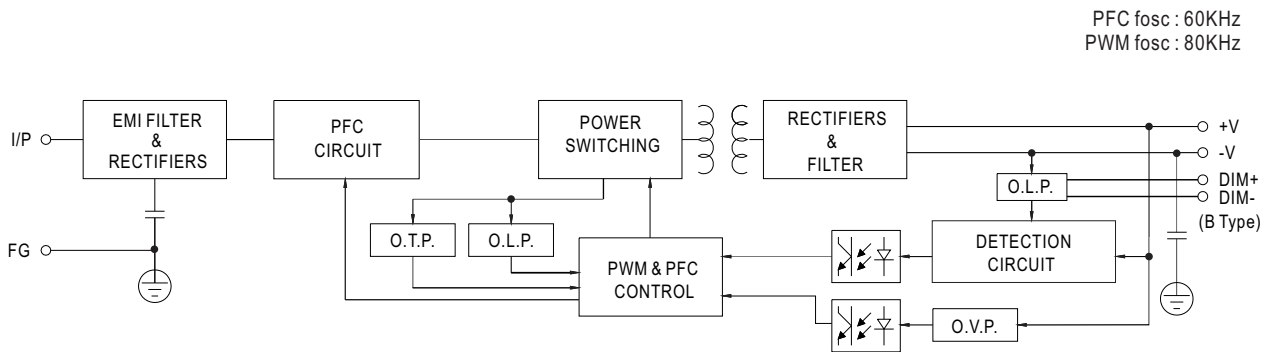 PFC fosc : 60KHz
PWM fosc : 80KHz
I/P
EMI FILTER
&
RECTIFIERS
PFC
CIRCUIT
POWER
SWITCHING
RECTIFIERS
&
FILTER
+V
-V
O.L.P.
DIM+
DIM-
(B Type)
FG
O.T.P.
O.L.P.
PWM & PFC
CONTROL
DETECTION
CIRCUIT
O.V.P.